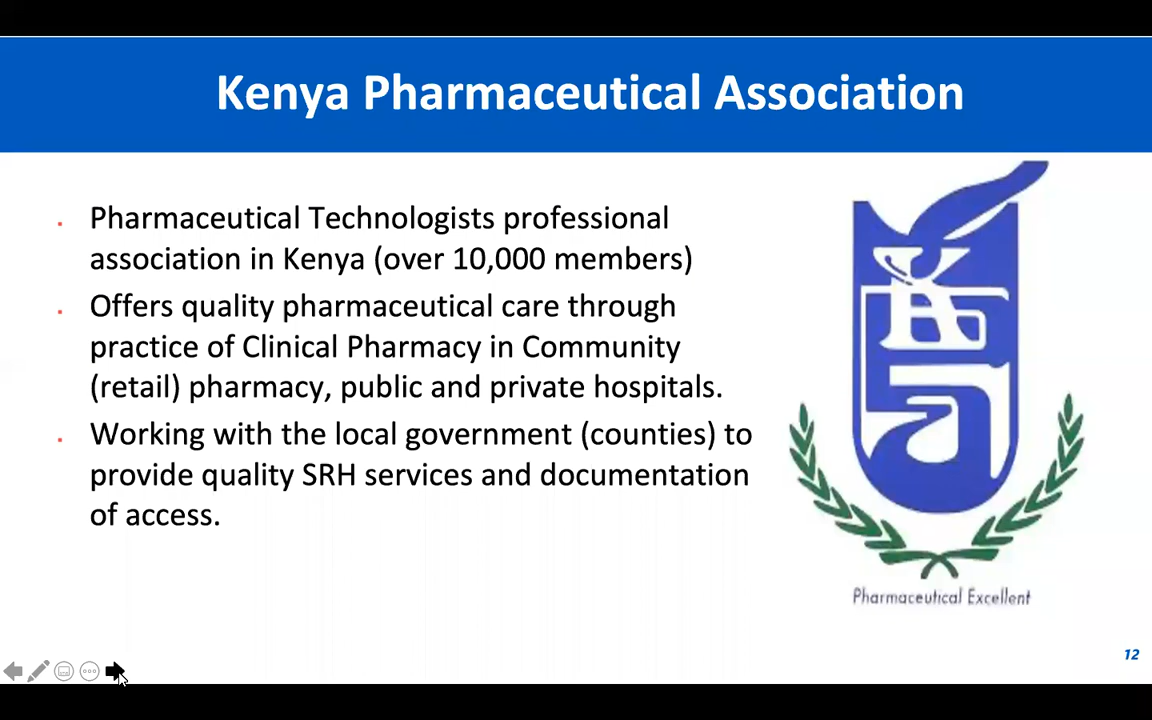 Kenya Pharmaceutical Association
Pharmaceutical Technologists professional
association in Kenya (over 10,000 members)
Offers quality pharmaceutical care through
practice of Clinical Pharmacy in Community
(retail) pharmacy, public and private hospitals.
Working with the local government (counties) to
provide quality SRH services and documentation
of access.
Pharmaceutical Excellent
12